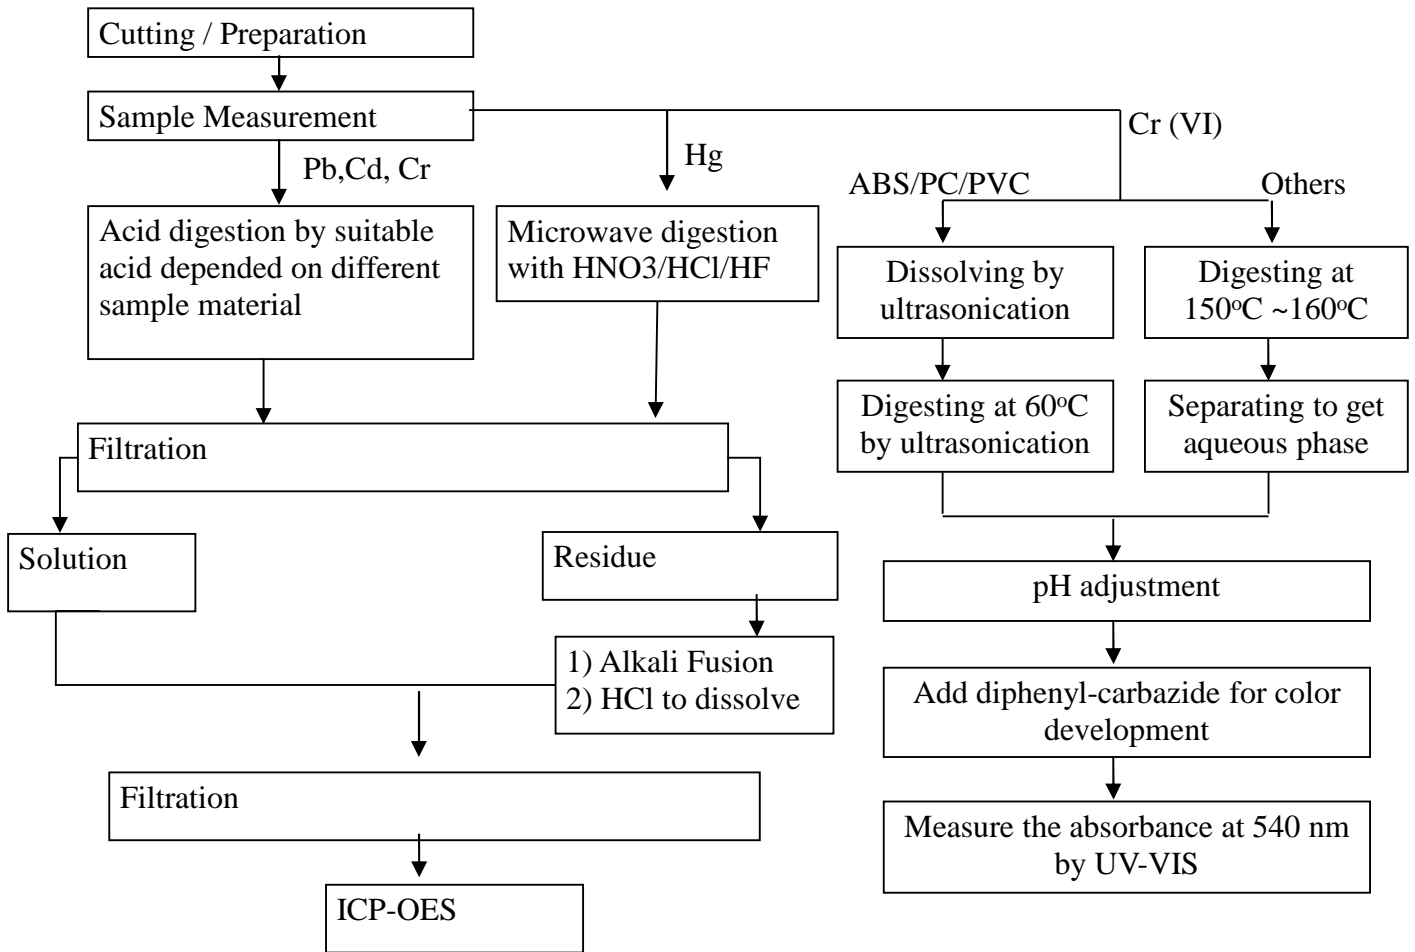 Cutting / Preparation
Sample Measurement
Pb,Cd, Cr
Hg
Cr (VI)
ABS/PC/PVC
Others
Acid digestion by suitable
acid depended on different
sample material
Microwave digestion
with HNO3/HCl/HF
Dissolving by
ultrasonication
Digesting at
150ºC ~160ºC
Digesting at 60ºC
by ultrasonication
Separating to get
aqueous phase
Filtration
Solution
Residue
pH adjustment
1) Alkali Fusion
2) HCl to dissolve
Add diphenyl-carbazide for color
development
Filtration
Measure the absorbance at 540 nm
by UV-VIS
ICP-OES